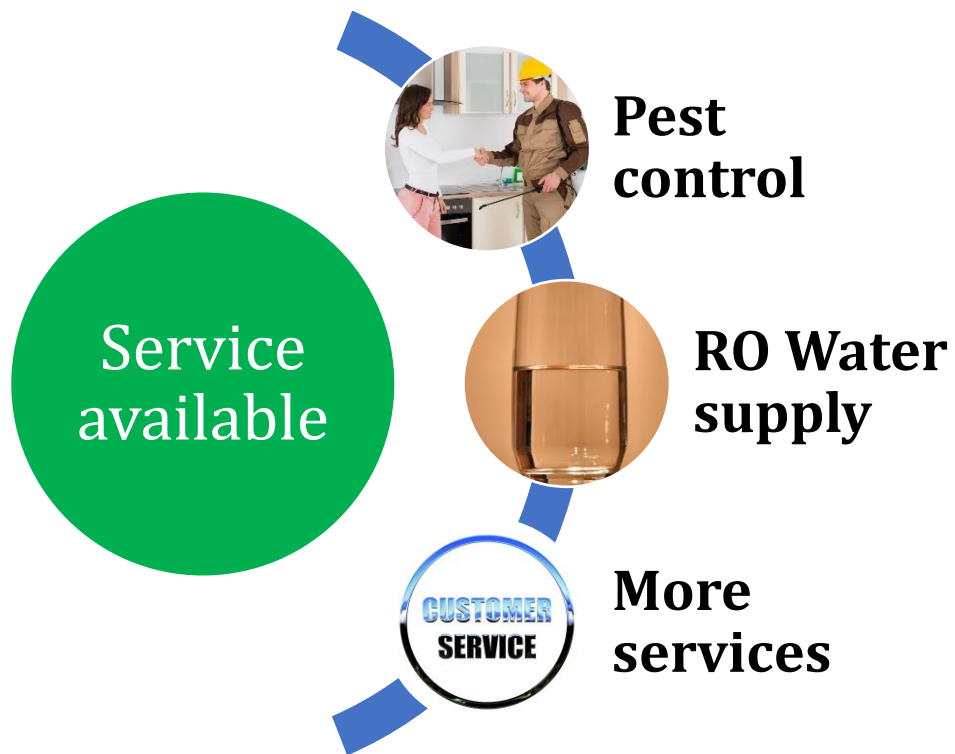 Service
available
Pest
control
RO Water
supply
CUSTOMER
SERVICE
More
services